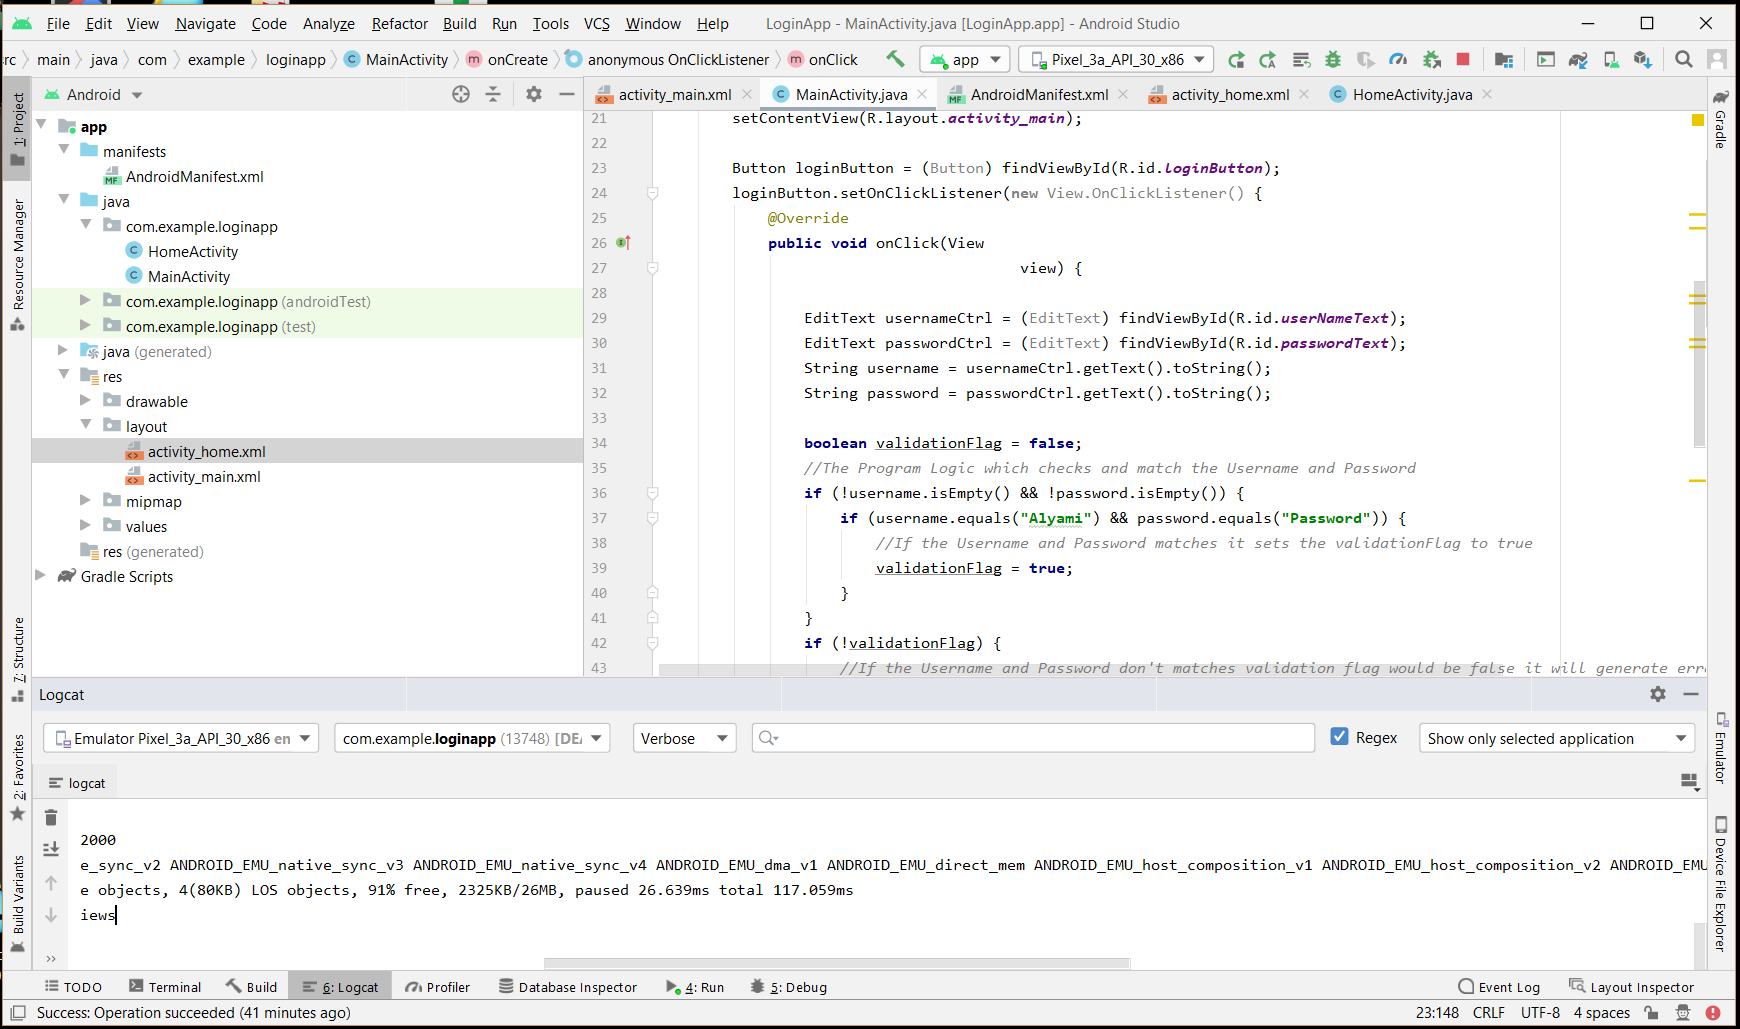 File Edit View Navigate Code Analyze Refactor Build Run Tools VCS Window Help LoginApp - MainActivity.java [LoginApp.app] - Android Studio
rc main java com example loginapp MainActivity onCreate anonymous OnClickListener onClick app Pixel_3a_API_30_x86
Android
activity_main.xml MainActivity.java AndroidManifest.xml activity_home.xml HomeActivity.java
1: Project
Resource Manager
7: Structure
2: Favorites
Build Variants
app
manifests
AndroidManifest.xml
java
com.example.loginapp
HomeActivity
MainActivity
com.example.loginapp (androidTest)
com.example.loginapp (test)
java (generated)
res
drawable
layout
activity_home.xml
activity_main.xml
mipmap
values
res (generated)
Gradle Scripts
21 setContentView(R.layout.activity_main);
22
23 Button loginButton = (Button) findViewById(R.id.loginButton);
24 loginButton.setOnClickListener(new View.OnClickListener() {
25 @Override
26 public void onClick(View
27 view) {
28
29 EditText usernameCtrl = (EditText) findViewById(R.id.userNameText);
30 EditText passwordCtrl = (EditText) findViewById(R.id.passwordText);
31 String username = usernameCtrl.getText().toString();
32 String password = passwordCtrl.getText().toString();
33
34 boolean validationFlag = false;
35 //The Program Logic which checks and match the Username and Password
36 if (!username.isEmpty() && !password.isEmpty()) {
37 if (username.equals("Alyami") && password.equals("Password")) {
38 //If the Username and Password matches it sets the validationFlag to true
39 validationFlag = true;
40 }
41 }
42 if (!validationFlag) {
43 //If the Username and Password don't matches validation flag would be false it will generate err
Gradle
Emulator
Device File Explorer
Logcat
Emulator Pixel_3a_API_30_x86 en com.example.loginapp (13748) [DEA Verbose Regex Show only selected application
logcat
2000
e_sync_v2 ANDROID_EMU_native_sync_v3 ANDROID_EMU_native_sync_v4 ANDROID_EMU_dma_v1 ANDROID_EMU_direct_mem ANDROID_EMU_host_composition_v1 ANDROID_EMU_host_composition_v2 ANDROID_EMU
e objects, 4(80KB) LOS objects, 91% free, 2325KB/26MB, paused 26.639ms total 117.059ms
iews
TODO Terminal Build 6: Logcat Profiler Database Inspector 4: Run 5: Debug Event Log Layout Inspector
Success: Operation succeeded (41 minutes ago) 23:148 CRLF UTF-8 4 spaces